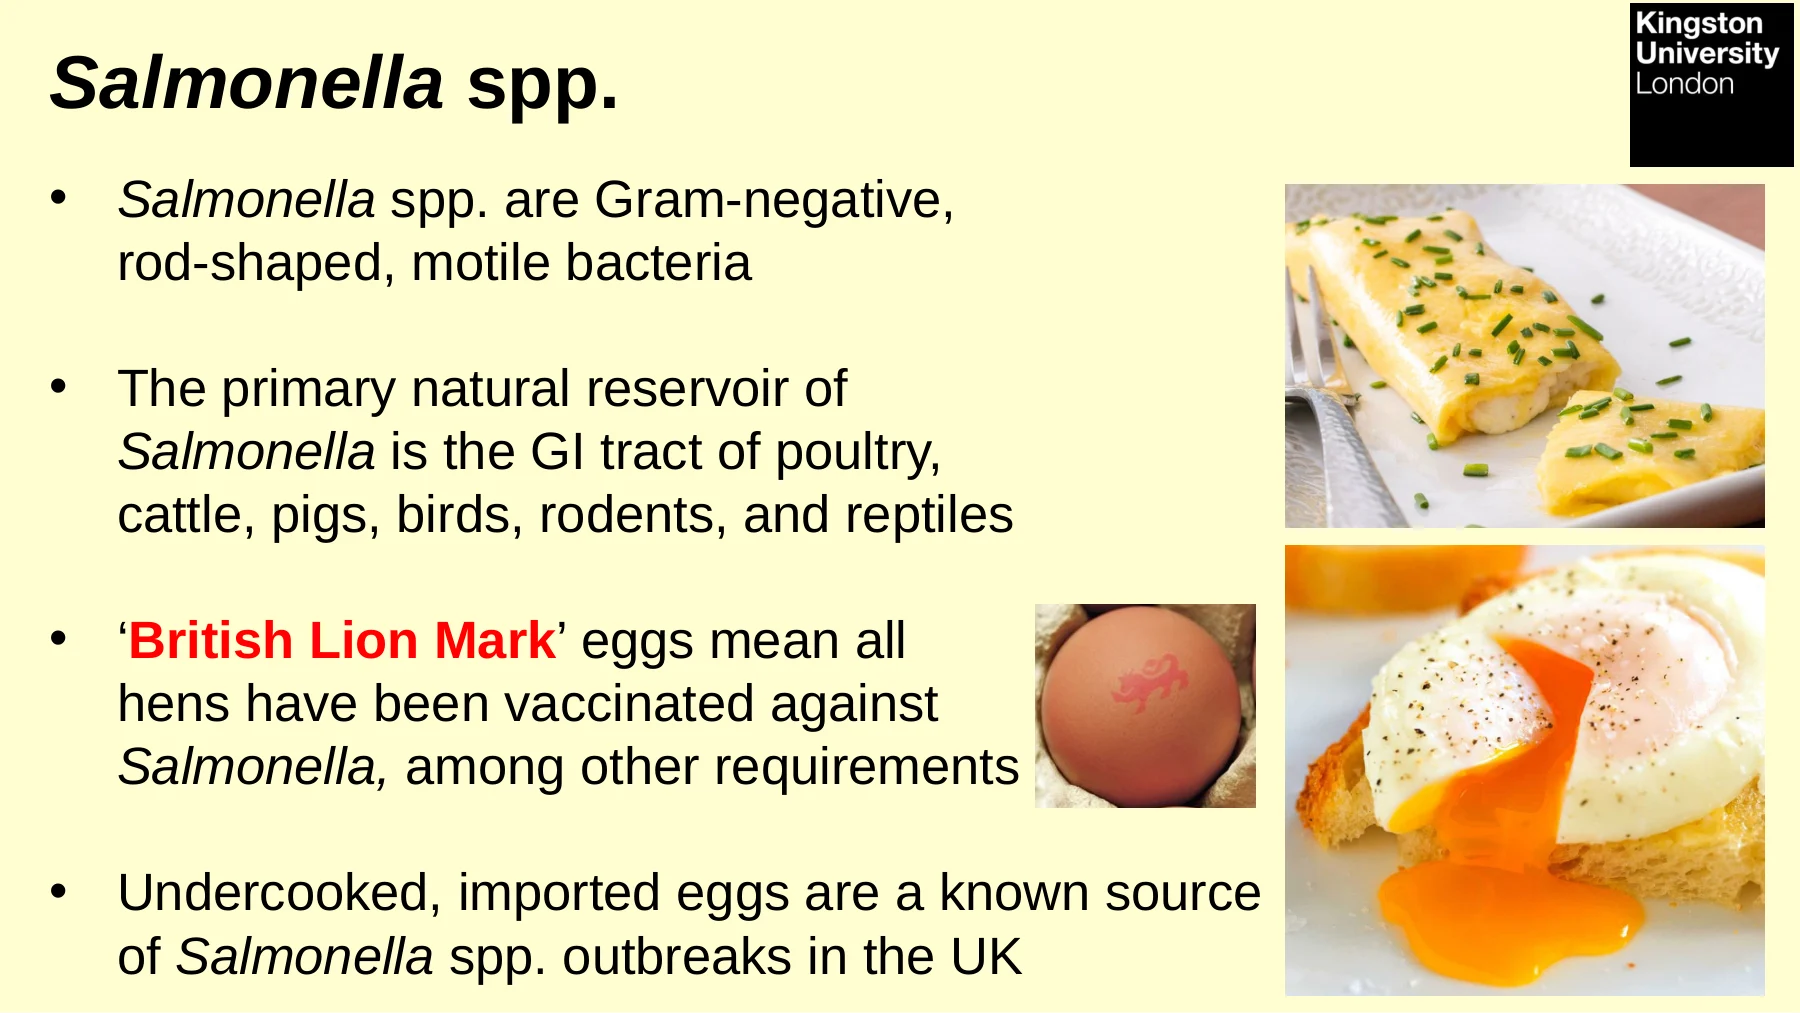 Kingston
University
London
Salmonella spp.
• Salmonella spp. are Gram-negative,
rod-shaped, motile bacteria
• The primary natural reservoir of
Salmonella is the GI tract of poultry,
cattle, pigs, birds, rodents, and reptiles
• ‘British Lion Mark’ eggs mean all
hens have been vaccinated against
Salmonella, among other requirements
• Undercooked, imported eggs are a known source
of Salmonella spp. outbreaks in the UK